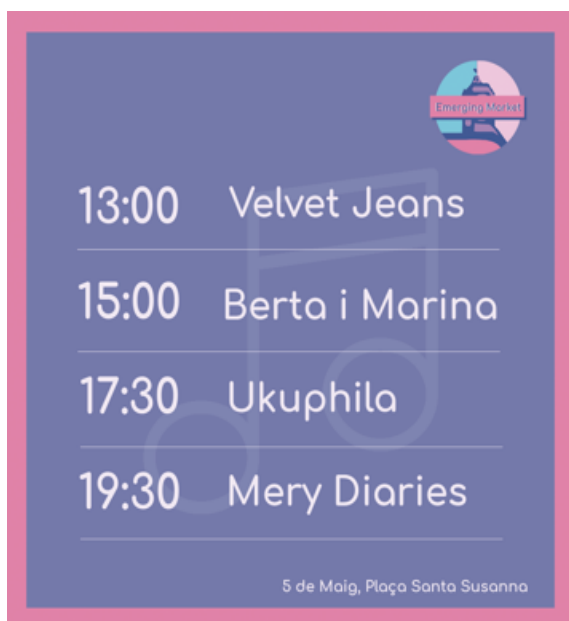 Emerging Market
13:00 Velvet Jeans
15:00 Berta i Marina
17:30 Ukuphila
19:30 Mery Diaries
5 de Maig, Plaça Santa Susanna